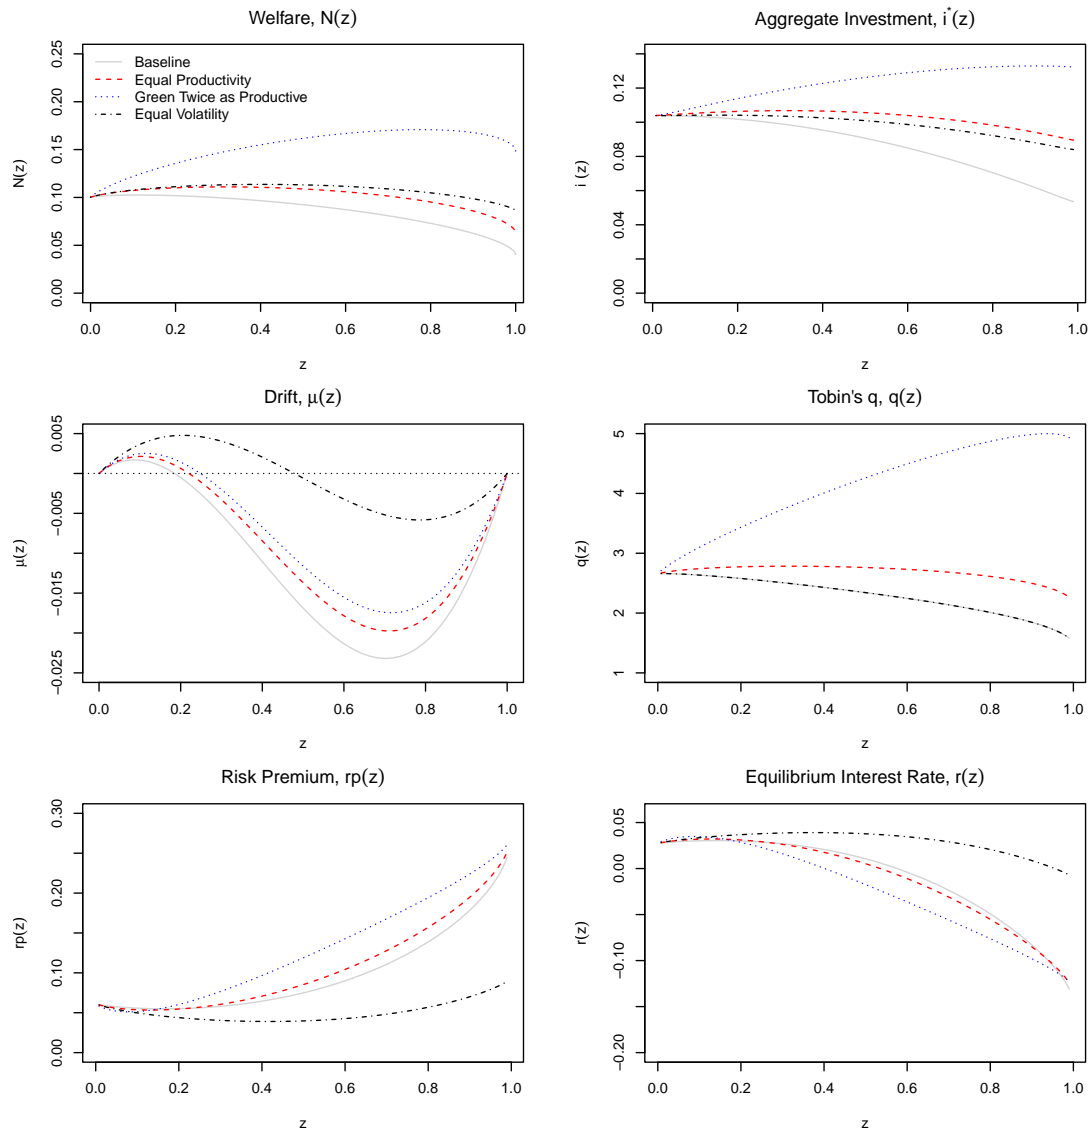 Welfare, N(z)
N(z)
0.00 0.05 0.10 0.15 0.20 0.25
Baseline
Equal Productivity
Green Twice as Productive
Equal Volatility
0.0 0.2 0.4 0.6 0.8 1.0
z
Aggregate Investment, i*(z)
i (z)
0.00 0.04 0.08 0.12
0.0 0.2 0.4 0.6 0.8 1.0
z
Drift, μ(z)
μ(z)
−0.025 −0.015 −0.005 0.005
0.0 0.2 0.4 0.6 0.8 1.0
z
Tobin's q, q(z)
q(z)
1 2 3 4 5
0.0 0.2 0.4 0.6 0.8 1.0
z
Risk Premium, rp(z)
rp(z)
0.00 0.10 0.20 0.30
0.0 0.2 0.4 0.6 0.8 1.0
z
Equilibrium Interest Rate, r(z)
r(z)
−0.20 −0.10 0.00 0.05
0.0 0.2 0.4 0.6 0.8 1.0
z